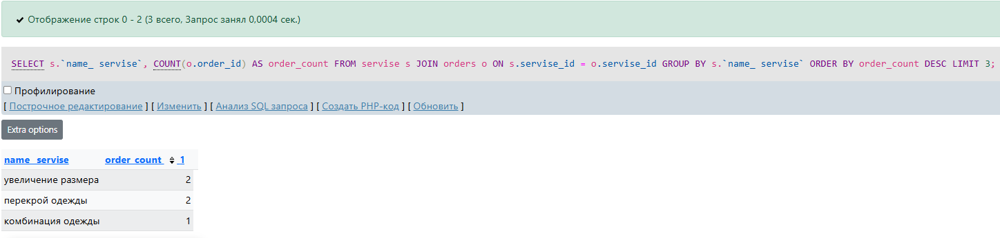 Отображение строк 0 - 2 (3 всего, Запрос занял 0,0004 сек.)
SELECT s.`name_ servise`, COUNT(o.order_id) AS order_count FROM servise s JOIN orders o ON s.servise_id = o.servise_id GROUP BY s.`name_ servise` ORDER BY order_count DESC LIMIT 3;
Профилирование
[ Построчное редактирование ] [ Изменить ] [ Анализ SQL запроса ] [ Создать PHP-код ] [ Обновить ]
Extra options
name_ servise order_count 1
увеличение размера 2
перекрой одежды 2
комбинация одежды 1